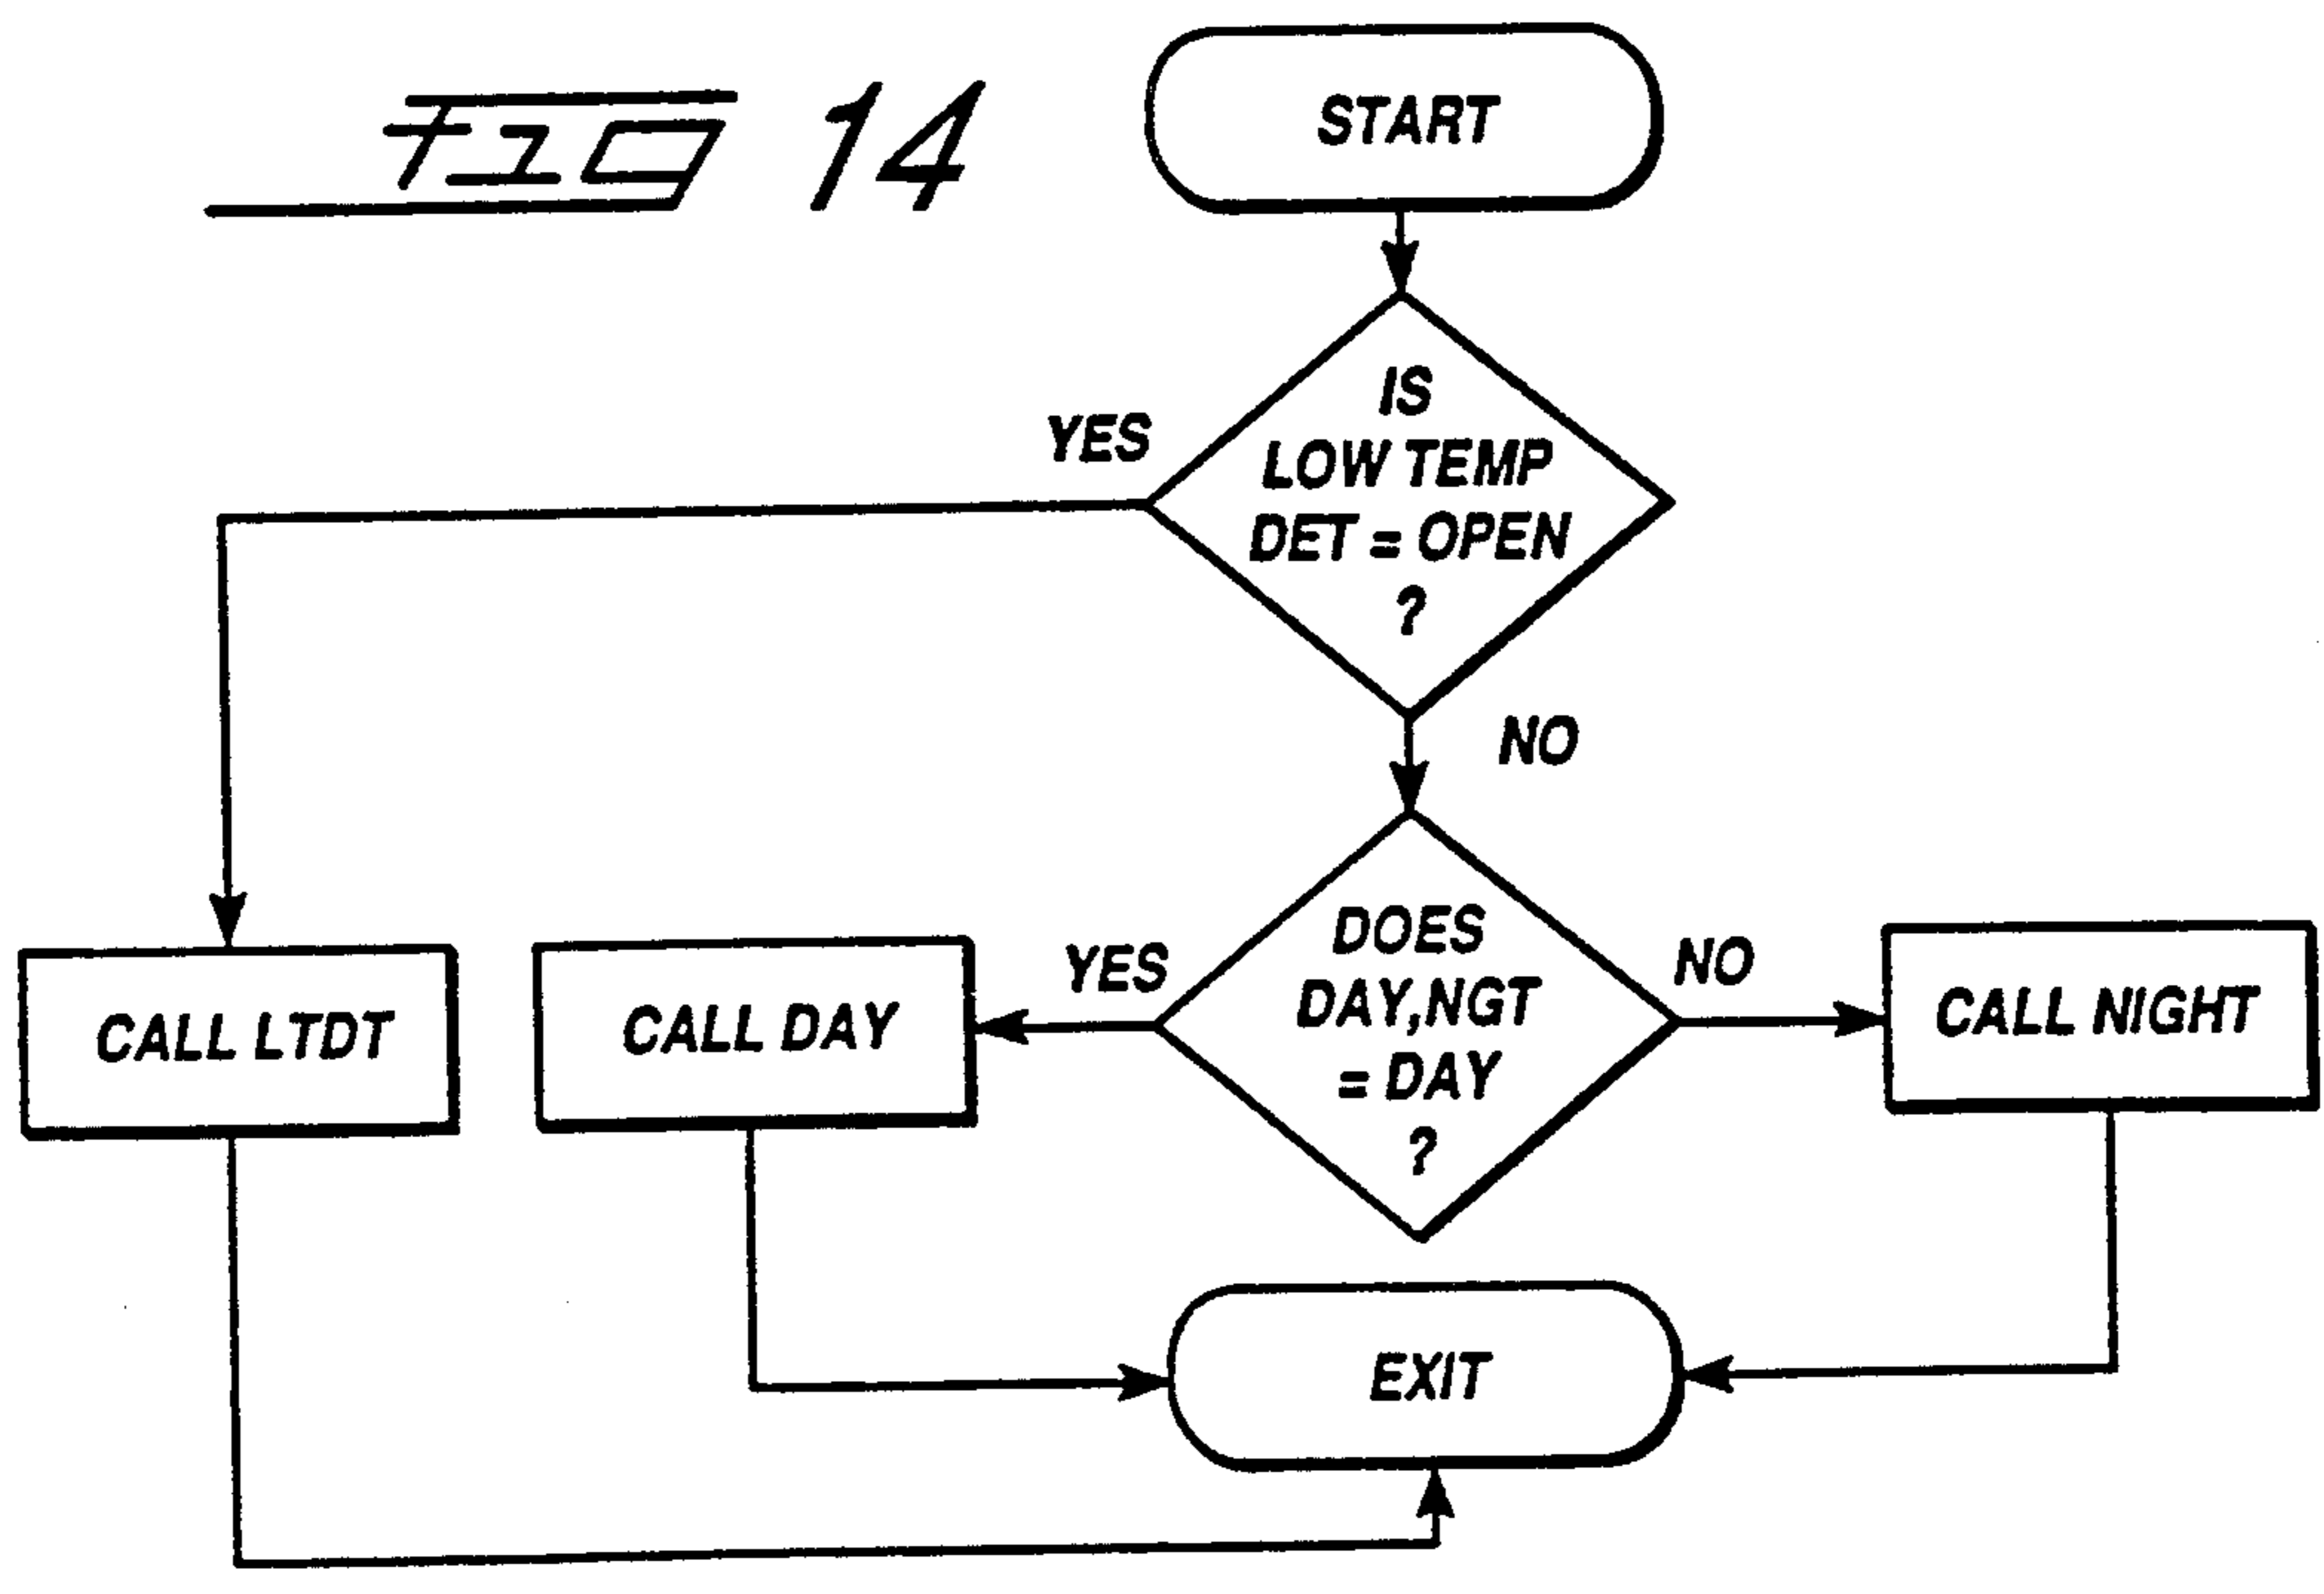 FIG 14
START
IS
LOW TEMP
DET = OPEN
?
YES
NO
DOES
DAY,NGT
= DAY
?
YES
NO
CALL LTDT
CALL DAY
CALL NIGHT
EXIT